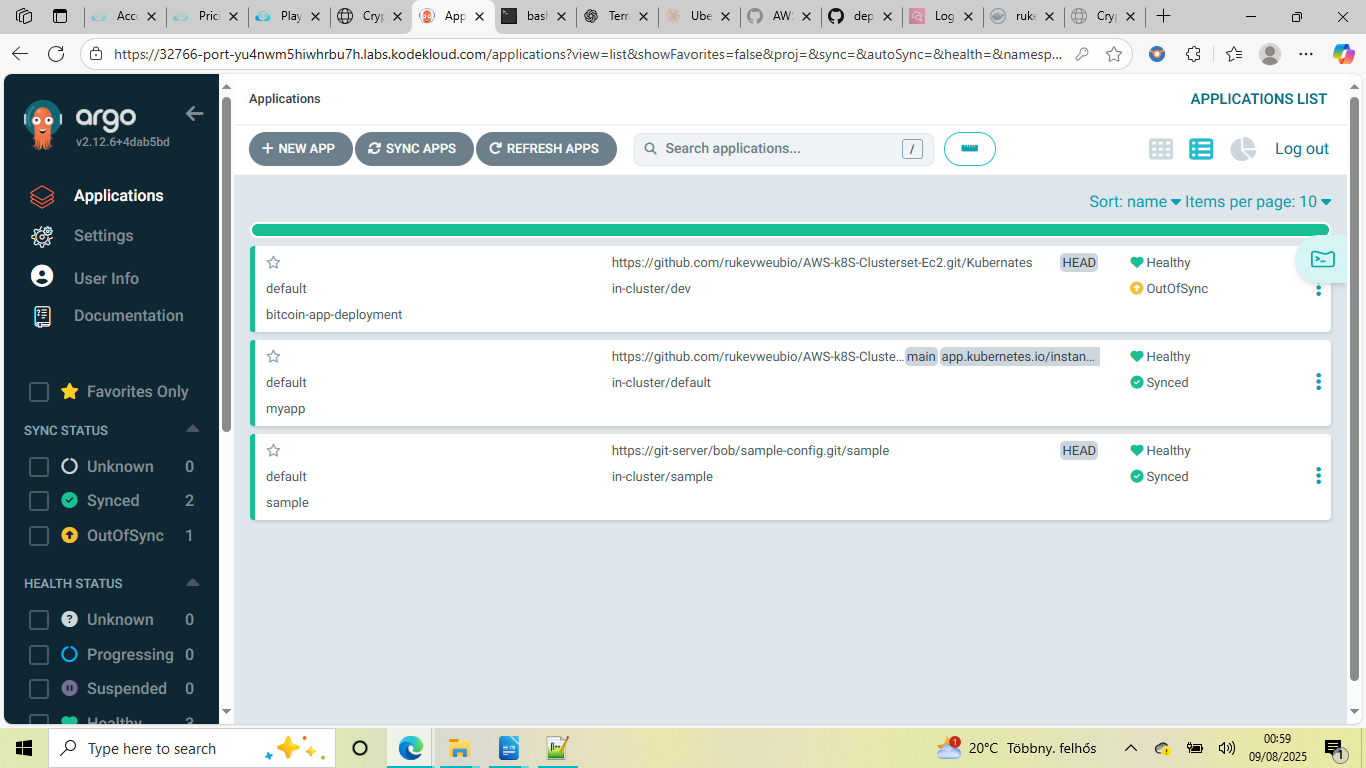 Acc
Prici
Play
Cryp
App
bash
Terr
Ube
AWS
dep
Log
ruke
Cryp
https://32766-port-yu4nwm5hiwhrbu7h.labs.kodekloud.com/applications?view=list&showFavorites=false&proj=&sync=&autoSync=&health=&namesp...
argo
v2.12.6+4dab5bd
Applications
Settings
User Info
Documentation
Favorites Only
SYNC STATUS
Unknown 0
Synced 2
OutOfSync 1
HEALTH STATUS
Unknown 0
Progressing 0
Suspended 0
Healthy 3
Applications
APPLICATIONS LIST
NEW APP
SYNC APPS
REFRESH APPS
Search applications...
/
Log out
Sort: name Items per page: 10
https://github.com/rukevweubio/AWS-k8S-Clusterset-Ec2.git/Kubernates HEAD Healthy
default in-cluster/dev OutOfSync
bitcoin-app-deployment
https://github.com/rukevweubio/AWS-k8S-Cluste... main app.kubernetes.io/instan... Healthy
default in-cluster/default Synced
myapp
https://git-server/bob/sample-config.git/sample HEAD Healthy
default in-cluster/sample Synced
sample
Type here to search
1
20°C Többny. felhős
00:59
09/08/2025
1